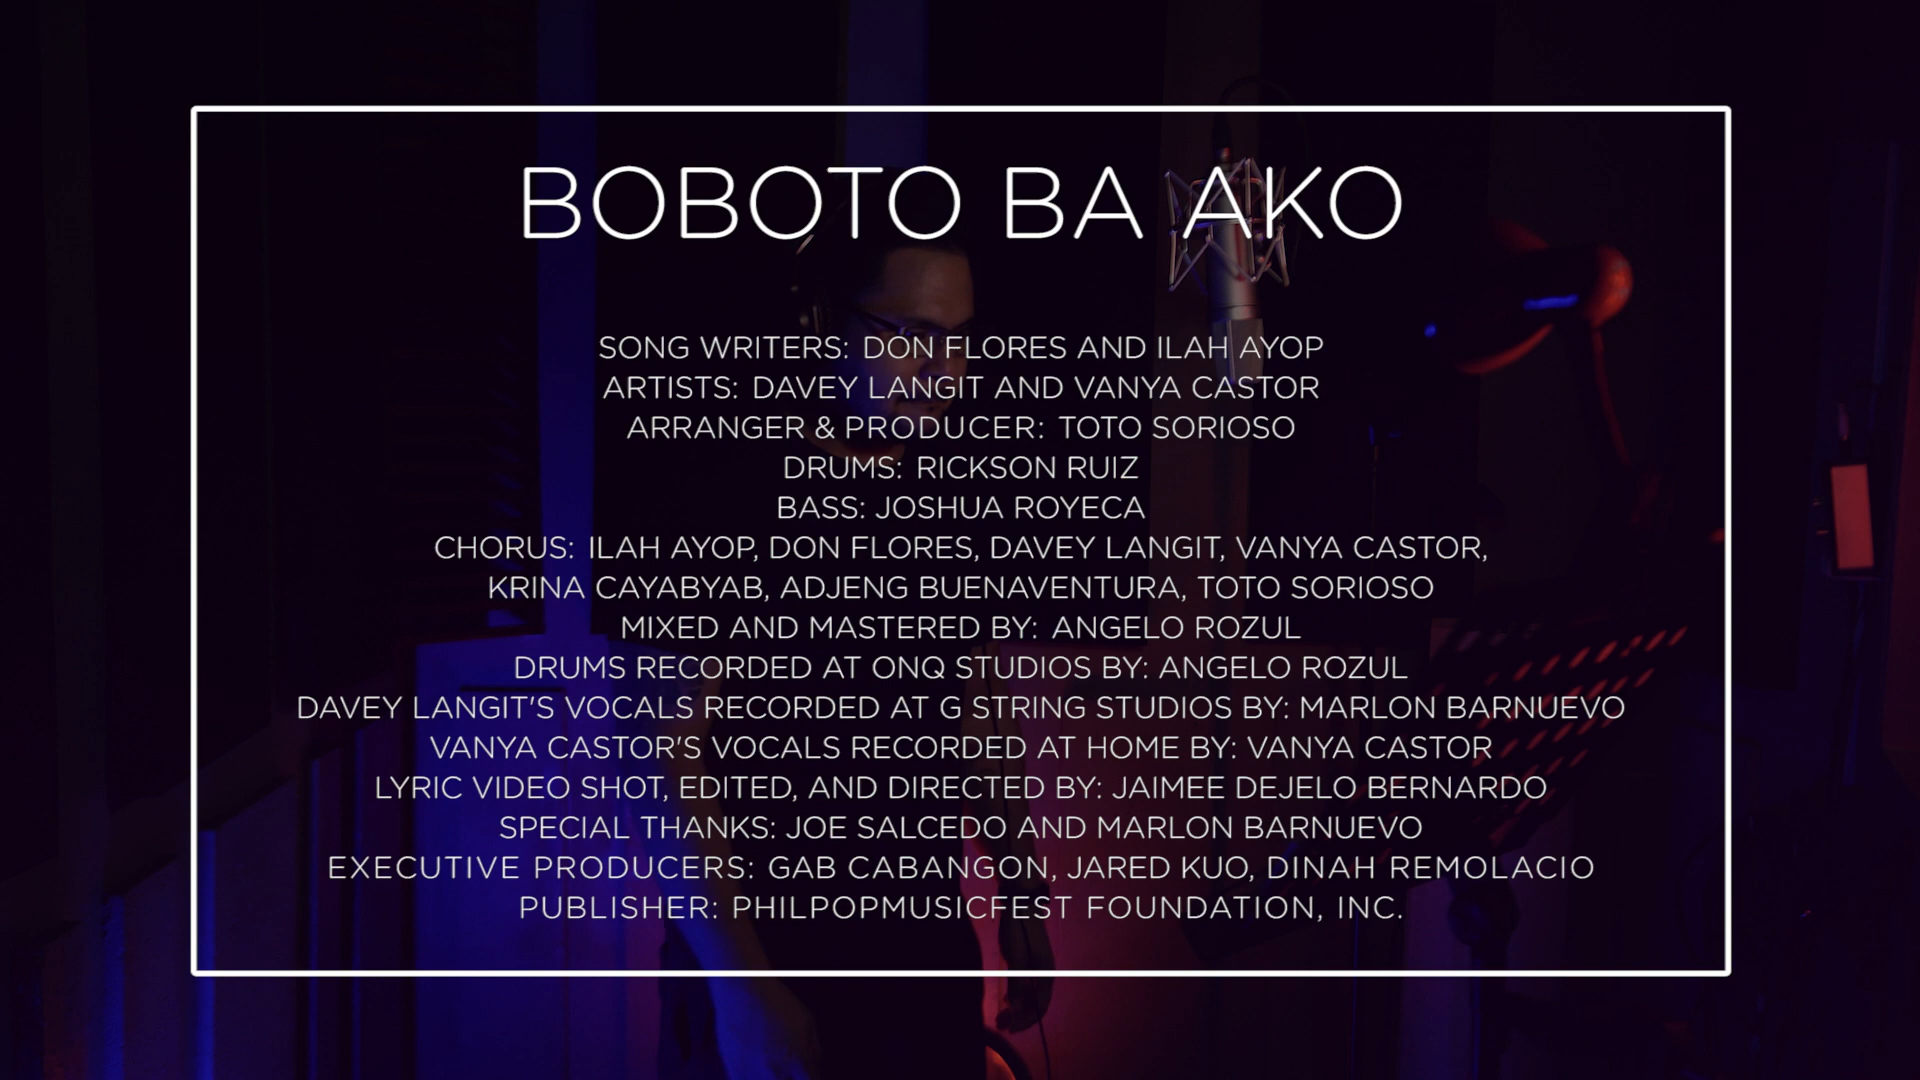 BOBOTO BA AKO
SONG WRITERS: DON FLORES AND ILAH AYOP
ARTISTS: DAVEY LANGIT AND VANYA CASTOR
ARRANGER & PRODUCER: TOTO SORIOSO
DRUMS: RICKSON RUIZ
BASS: JOSHUA ROYECA
CHORUS: ILAH AYOP, DON FLORES, DAVEY LANGIT, VANYA CASTOR,
KRINA CAYABYAB, ADJENG BUENAVENTURA, TOTO SORIOSO
MIXED AND MASTERED BY: ANGELO ROZUL
DRUMS RECORDED AT ONQ STUDIOS BY: ANGELO ROZUL
DAVEY LANGIT'S VOCALS RECORDED AT G STRING STUDIOS BY: MARLON BARNUEVO
VANYA CASTOR'S VOCALS RECORDED AT HOME BY: VANYA CASTOR
LYRIC VIDEO SHOT, EDITED, AND DIRECTED BY: JAIMEE DEJELO BERNARDO
SPECIAL THANKS: JOE SALCEDO AND MARLON BARNUEVO
EXECUTIVE PRODUCERS: GAB CABANGON, JARED KUO, DINAH REMOLACIO
PUBLISHER: PHILPOPMUSICFEST FOUNDATION, INC.